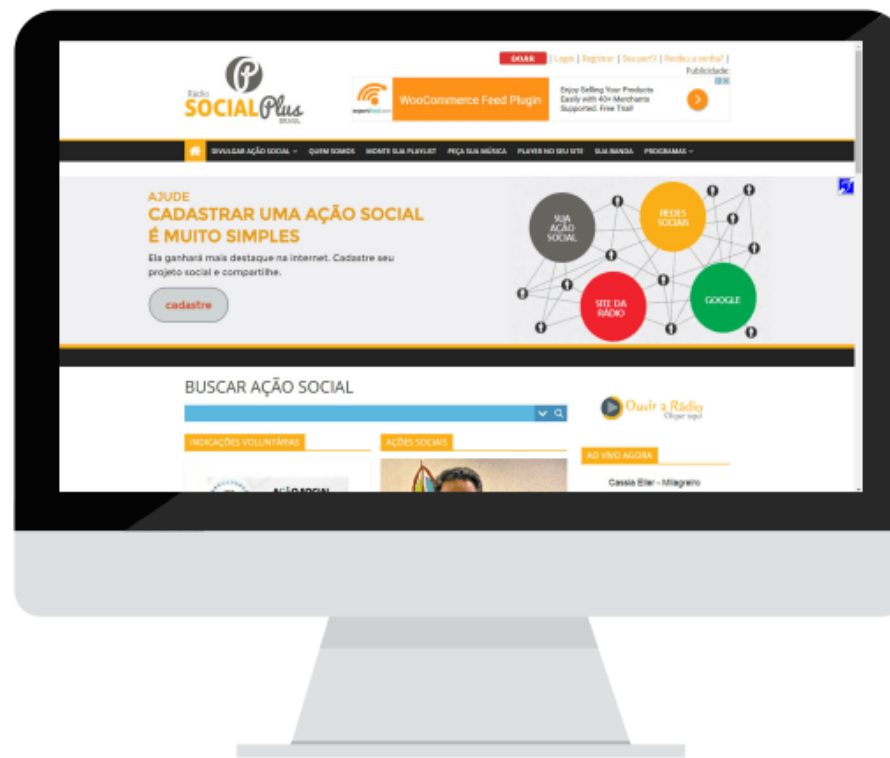 DOAR | Login | Registrar | Seu perfil | Perdeu a senha? |
Publicidade:
Rádio
SOCIALPlus
BRASIL
WooCommerce Feed Plugin
Enjoy Selling Your Products
Easily with 40+ Merchants
Supported. Free Trial!
DIVULGAR AÇÃO SOCIAL QUEM SOMOS MONTE SUA PLAYLIST PEÇA SUA MÚSICA PLAYER NO SEU SITE SUA BANDA PROGRAMAS
AJUDE
CADASTRAR UMA AÇÃO SOCIAL
É MUITO SIMPLES
Ela ganhará mais destaque na internet. Cadastre seu
projeto social e compartilhe.
cadastre
SUA
AÇÃO
SOCIAL
REDES
SOCIAIS
SITE DA
RÁDIO
GOOGLE
BUSCAR AÇÃO SOCIAL
Ouvir a Rádio
Clique aqui
INDICAÇÕES VOLUNTÁRIAS
AÇÕES SOCIAIS
AO VIVO AGORA
Cassia Eller - Milagreiro
AÇÃO SOCIAL